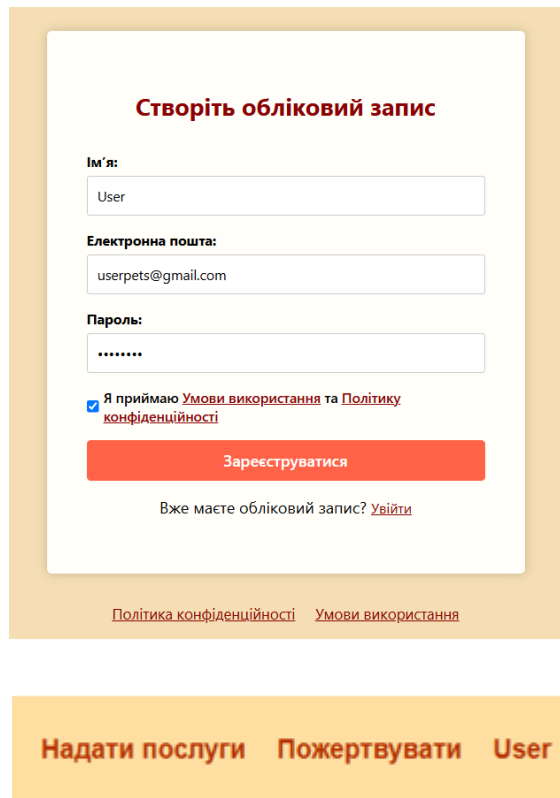 Створіть обліковий запис
Ім’я:
User
Електронна пошта:
userpets@gmail.com
Пароль:
••••••••
Я приймаю Умови використання та Політику
конфіденційності
Зареєструватися
Вже маєте обліковий запис? Увійти
Політика конфіденційності Умови використання
Надати послуги Пожертвувати User